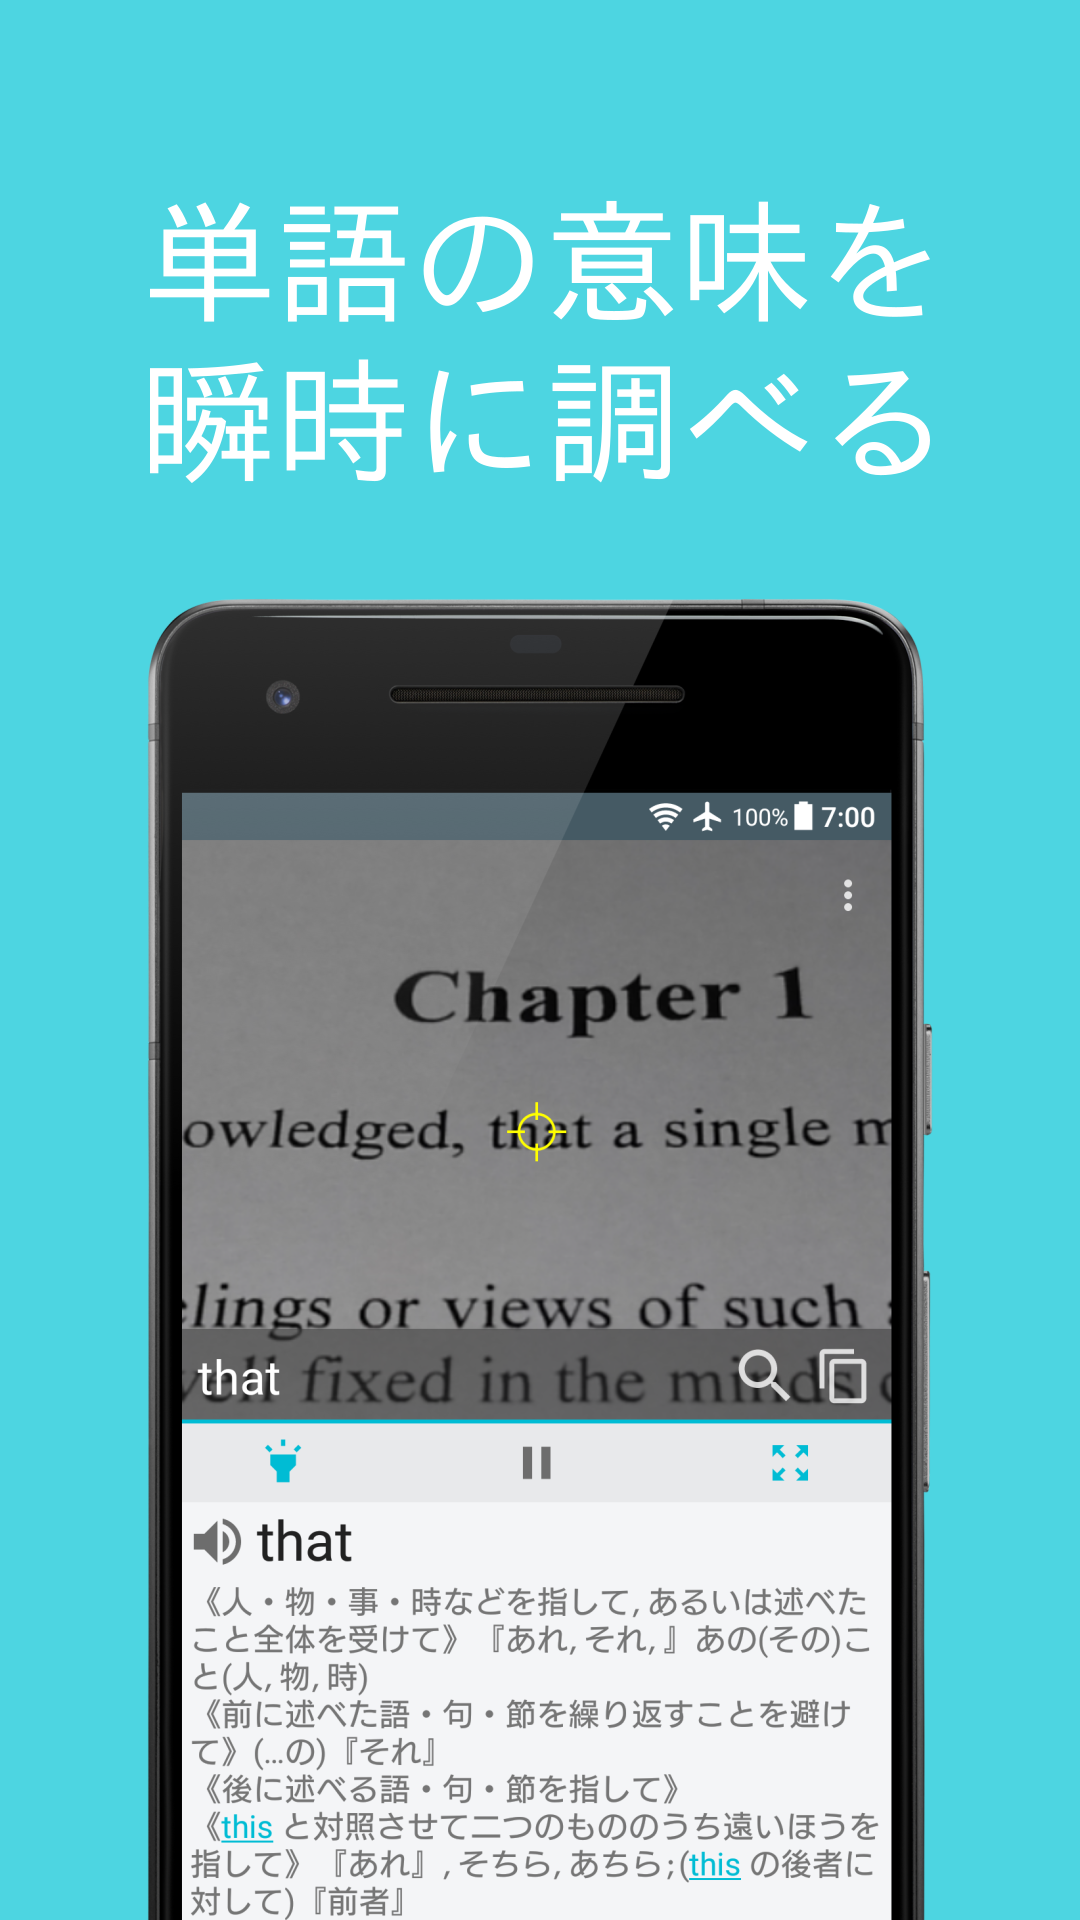 単語の意味を
瞬時に調べる
100% 7:00
Chapter 1
owledged, that a single m
elings or views of such
that
well fixed in the minds
that
《人・物・事・時などを指して, あるいは述べた
こと全体を受けて》『あれ, それ, 』あの(その)こ
と(人, 物, 時)
《前に述べた語・句・節を繰り返すことを避け
て》(...の)『それ』
《後に述べる語・句・節を指して》
《this と対照させて二つのもののうち遠いほうを
指して》『あれ』, そちら, あちら; (this の後者に
対して)『前者』